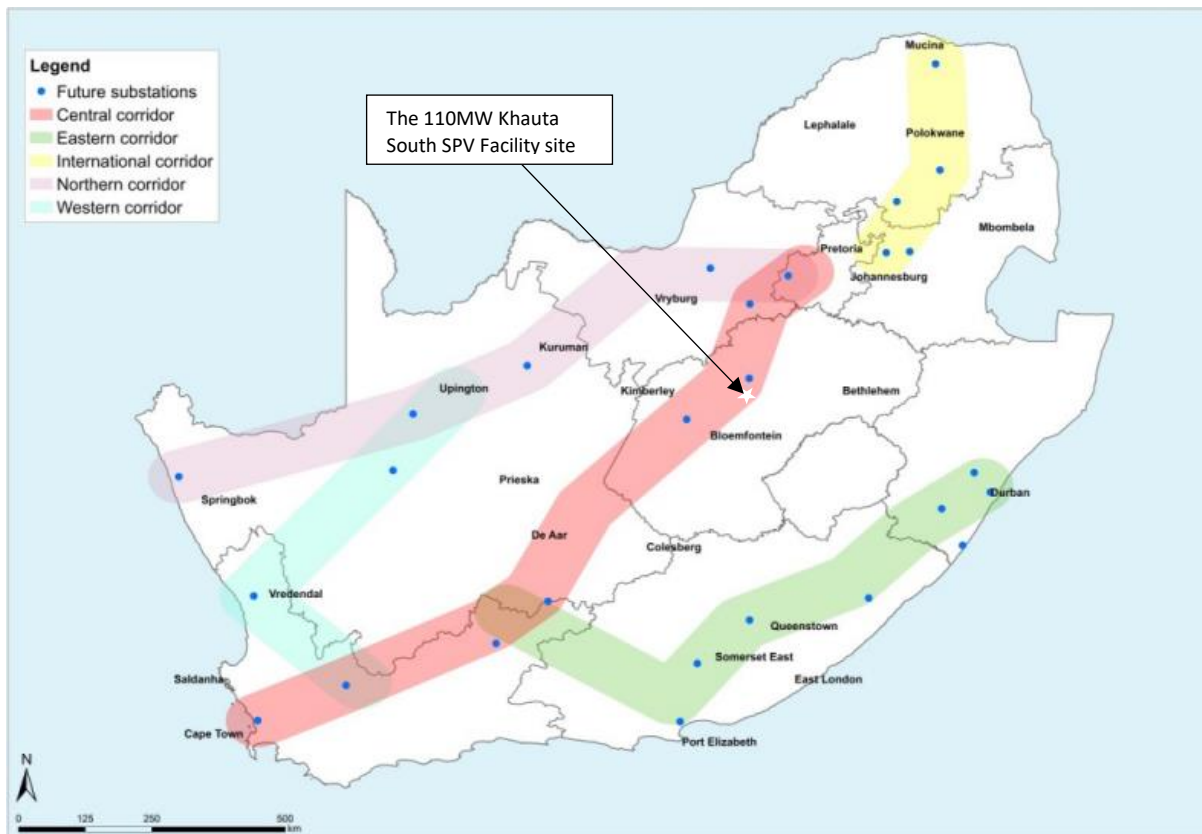 Legend
Future substations
Central corridor
Eastern corridor
International corridor
Northern corridor
Western corridor
The 110MW Khauta
South SPV Facility site
Mucina
Lephalale
Polokwane
Mbombela
Pretoria
Johannesburg
Vryburg
Kuruman
Upington
Kimberley
Bethlehem
Bloemfontein
Springbok
Prieska
Durban
De Aar
Colesberg
Vredendal
Queenstown
Somerset East
Saldanha
East London
Cape Town
Port Elizabeth
N
0 125 250 500
km